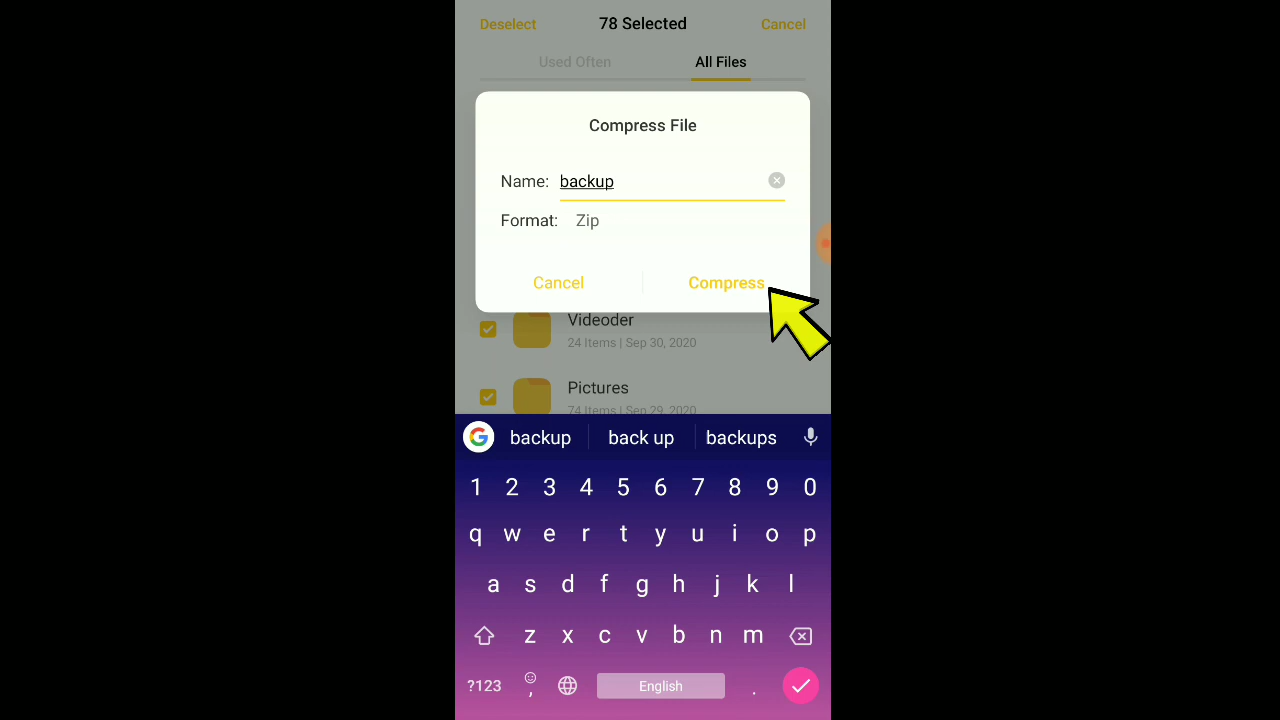 Deselect 78 Selected Cancel
Used Often All Files
Compress File
Name: backup
Format: Zip
Cancel Compress
Videoder
24 Items | Sep 30, 2020
Pictures
74 Items | Sep 29, 2020
backup back up backups
1 2 3 4 5 6 7 8 9 0
q w e r t y u i o p
a s d f g h j k l
z x c v b n m
?123 , English .